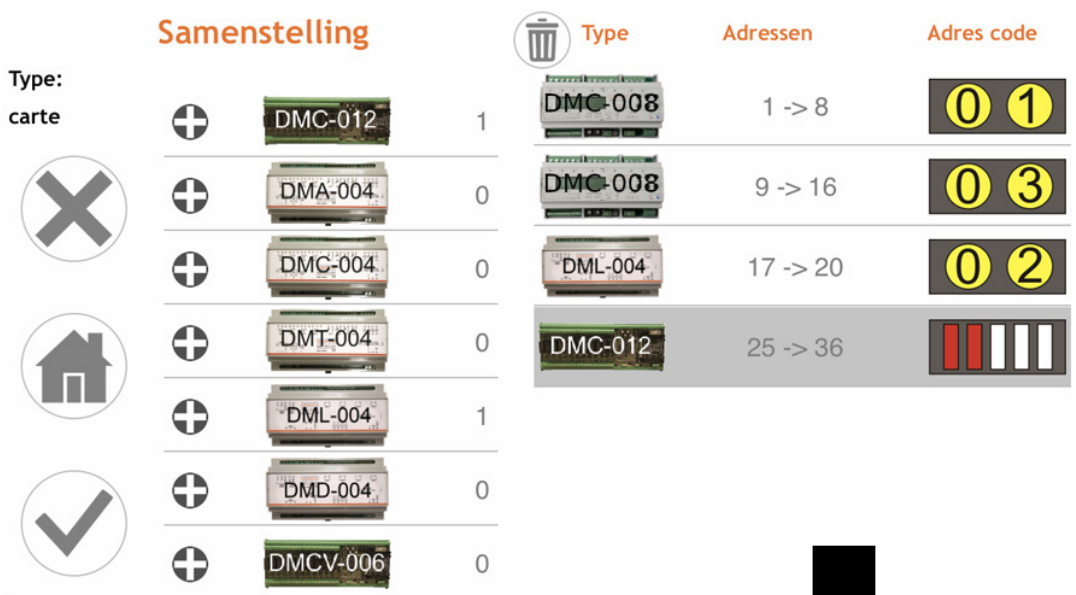 Samenstelling
Type:
carte
DMC-012 1
DMA-004 0
DMC-004 0
DMT-004 0
DML-004 1
DMD-004 0
DMCV-006 0
Type Adressen Adres code
DMC-008 1 -> 8 0 1
DMC-008 9 -> 16 0 3
DML-004 17 -> 20 0 2
DMC-012 25 -> 36